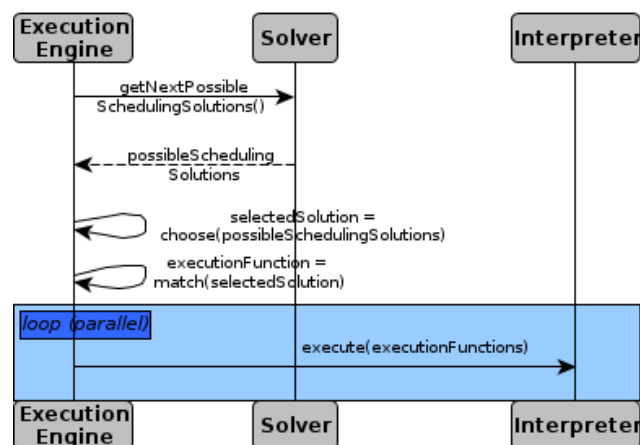 Execution
Engine
Solver
Interpreter
getNextPossible
SchedulingSolutions()
possibleScheduling
Solutions
selectedSolution =
choose(possibleSchedulingSolutions)
executionFunction =
match(selectedSolution)
loop (parallel)
execute(executionFunctions)
Execution
Engine
Solver
Interpreter